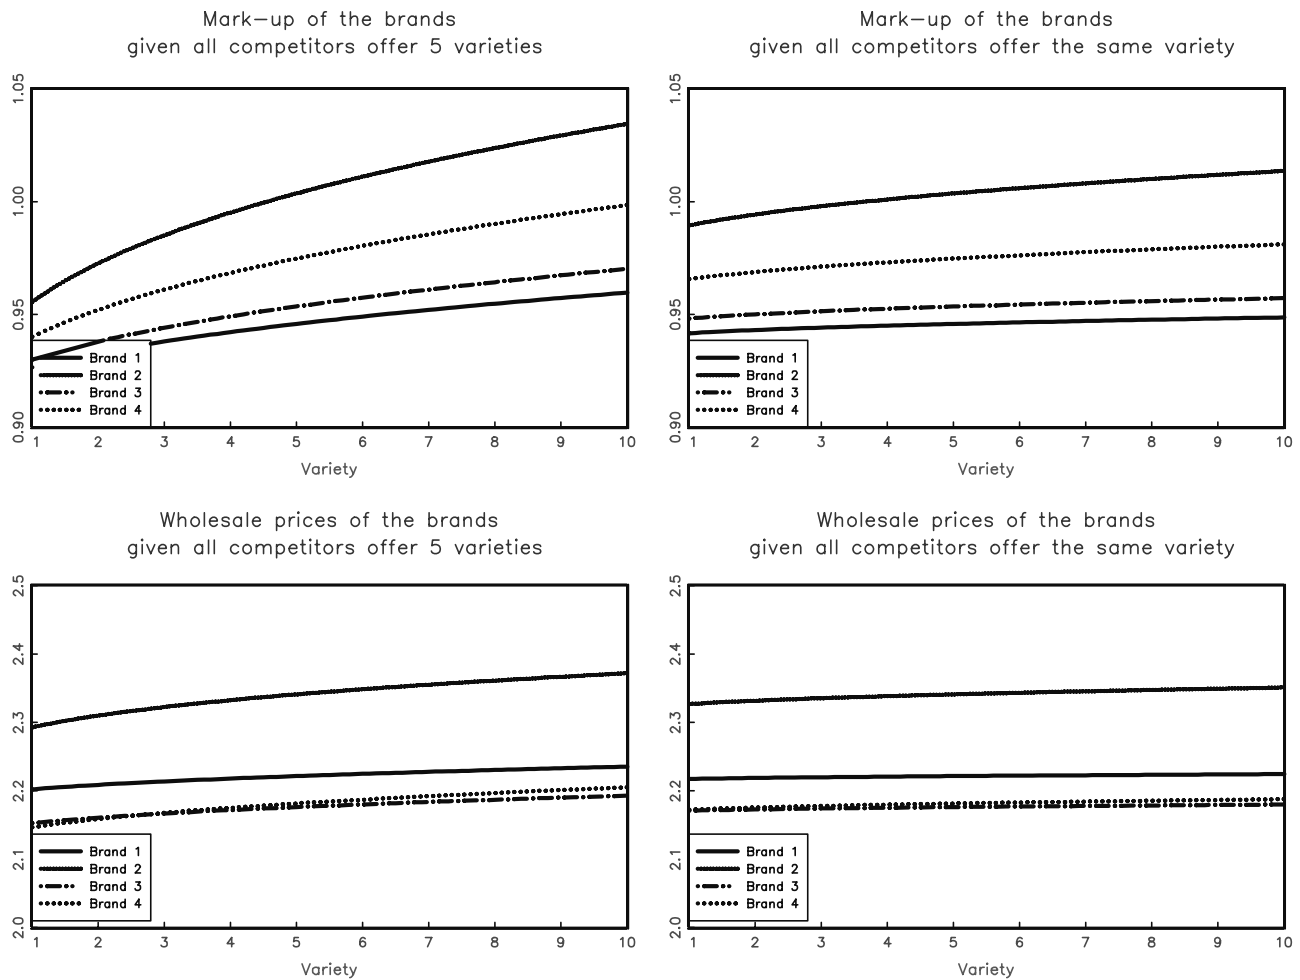 Mark-up of the brands
given all competitors offer 5 varieties
1.05
1.00
0.95
0.90
Brand 1
Brand 2
Brand 3
Brand 4
1 2 3 4 5 6 7 8 9 10
Variety
Mark-up of the brands
given all competitors offer the same variety
1.05
1.00
0.95
0.90
Brand 1
Brand 2
Brand 3
Brand 4
1 2 3 4 5 6 7 8 9 10
Variety
Wholesale prices of the brands
given all competitors offer 5 varieties
2.5
2.4
2.3
2.2
2.1
2.0
Brand 1
Brand 2
Brand 3
Brand 4
1 2 3 4 5 6 7 8 9 10
Variety
Wholesale prices of the brands
given all competitors offer the same variety
2.5
2.4
2.3
2.2
2.1
2.0
Brand 1
Brand 2
Brand 3
Brand 4
1 2 3 4 5 6 7 8 9 10
Variety